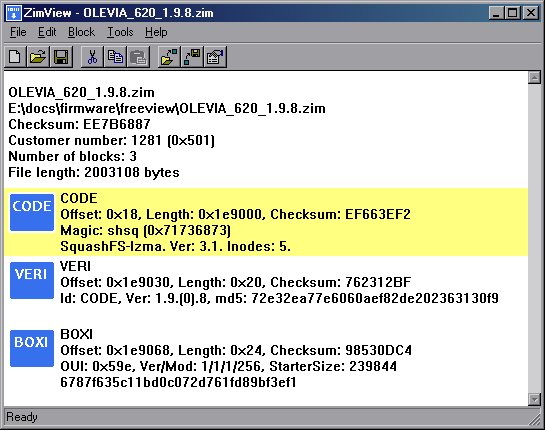 ZimView - OLEVIA_620_1.9.8.zim
File Edit Block Tools Help
OLEVIA_620_1.9.8.zim
E:\docs\firmware\freeview\OLEVIA_620_1.9.8.zim
Checksum: EE7B6887
Customer number: 1281 (0x501)
Number of blocks: 3
File length: 2003108 bytes
CODE
CODE
Offset: 0x18, Length: 0x1e9000, Checksum: EF663EF2
Magic: shsq (0x71736873)
SquashFS-lzma. Ver: 3.1. Inodes: 5.
VERI
VERI
Offset: 0x1e9030, Length: 0x20, Checksum: 762312BF
Id: CODE, Ver: 1.9.(0).8, md5: 72e32ea77e6060aef82de202363130f9
BOXI
BOXI
Offset: 0x1e9068, Length: 0x24, Checksum: 98530DC4
OUI: 0x59e, Ver/Mod: 1/1/1/256, StarterSize: 239844
6787f635c11bd0c072d761fd89bf3ef1
Ready